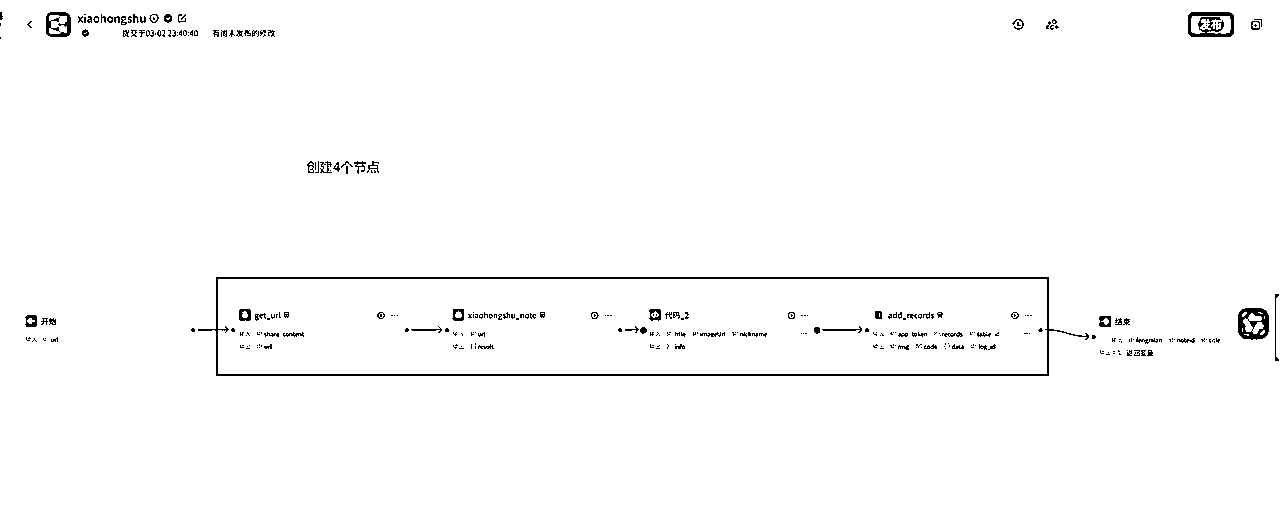 xiaohongshu
提交于03-02 23:40:40 有尚未发布的修改
发布
创建4个节点
开始
输入 url
get_url
输入 share_content
输出 url
xiaohongshu_note
输入 url
输出 result
代码_2
输入 title imageUrl nickname
输出 info
add_records
输入 app_token records table_id
输出 msg code data log_id
结束
输入 fengmian noteid title
输出 返回变量